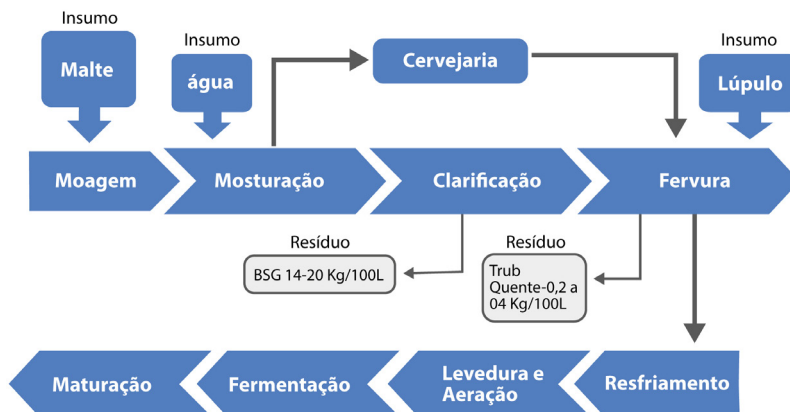 Insumo
Malte
Insumo
água
Cervejaria
Insumo
Lúpulo
Moagem
Mosturação
Clarificação
Fervura
Resíduo
BSG 14-20 Kg/100L
Resíduo
Trub
Quente-0,2 a
04 Kg/100L
Maturação
Fermentação
Levedura e
Aeração
Resfriamento